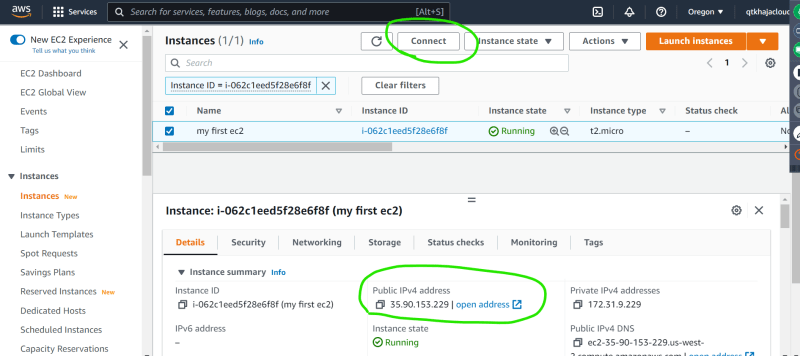 aws
Services
Search for services, features, blogs, docs, and more
[Alt+S]
Oregon
qtkhajacloud
New EC2 Experience
Tell us what you think
EC2 Dashboard
EC2 Global View
Events
Tags
Limits
Instances
Instances New
Instance Types
Launch Templates
Spot Requests
Savings Plans
Reserved Instances New
Dedicated Hosts
Scheduled Instances
Capacity Reservations
Instances (1/1) Info
Connect
Instance state
Actions
Launch instances
Search
1
Instance ID = i-062c1eed5f28e6f8f
Clear filters
Name
Instance ID
Instance state
Instance type
Status check
my first ec2
i-062c1eed5f28e6f8f
Running
t2.micro
–
Instance: i-062c1eed5f28e6f8f (my first ec2)
Details
Security
Networking
Storage
Status checks
Monitoring
Tags
Instance summary Info
Instance ID
i-062c1eed5f28e6f8f (my first ec2)
Public IPv4 address
35.90.153.229 | open address
Private IPv4 addresses
172.31.9.229
IPv6 address
–
Instance state
Running
Public IPv4 DNS
ec2-35-90-153-229.us-west-
2.compute.amazonaws.com | open address